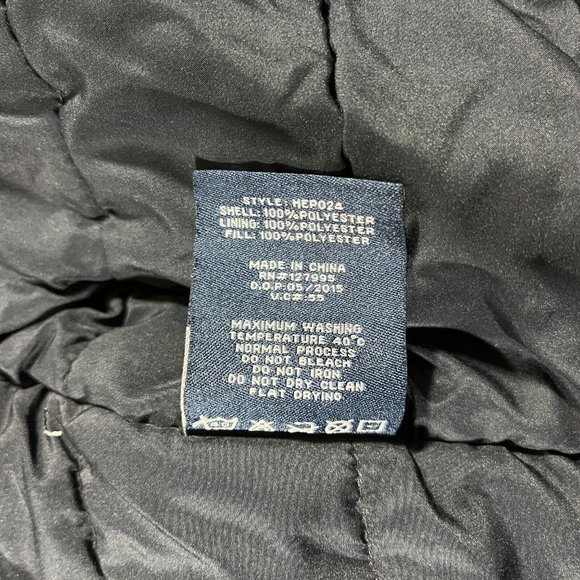 STYLE: HEP024
SHELL: 100%POLYESTER
LINING: 100%POLYESTER
FILL: 100%POLYESTER
MADE IN CHINA
RN#127995
D.O.P:05/2015
V.C#:55
MAXIMUM WASHING
TEMPERATURE 40°C
NORMAL PROCESS
DO NOT BLEACH
DO NOT IRON
DO NOT DRY CLEAN
FLAT DRYING